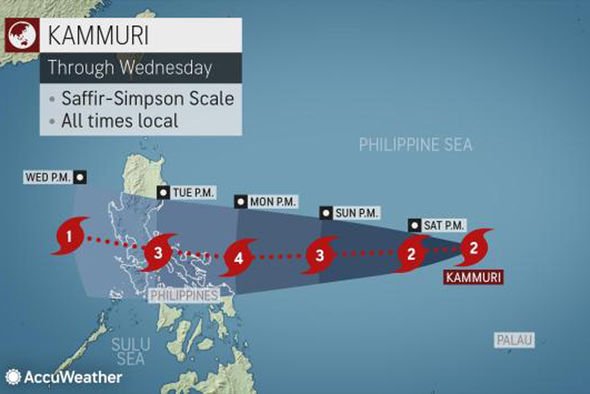 KAMMURI
Through Wednesday
• Saffir-Simpson Scale
• All times local
PHILIPPINE SEA
WED P.M.
TUE P.M.
MON P.M.
SUN P.M.
SAT P.M.
1
3
4
3
2
2
KAMMURI
PHILIPPINES
SULU
SEA
PALAU
AccuWeather